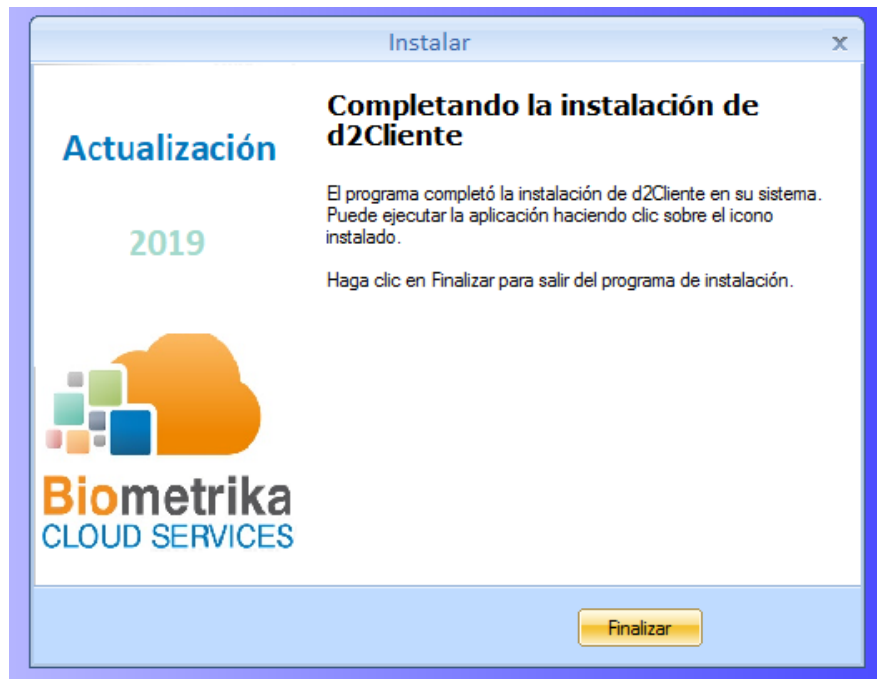 Instalar
x
Actualización
2019
Biometrika
CLOUD SERVICES
Completando la instalación de
d2Cliente
El programa completó la instalación de d2Cliente en su sistema.
Puede ejecutar la aplicación haciendo clic sobre el icono
instalado.
Haga clic en Finalizar para salir del programa de instalación.
Finalizar